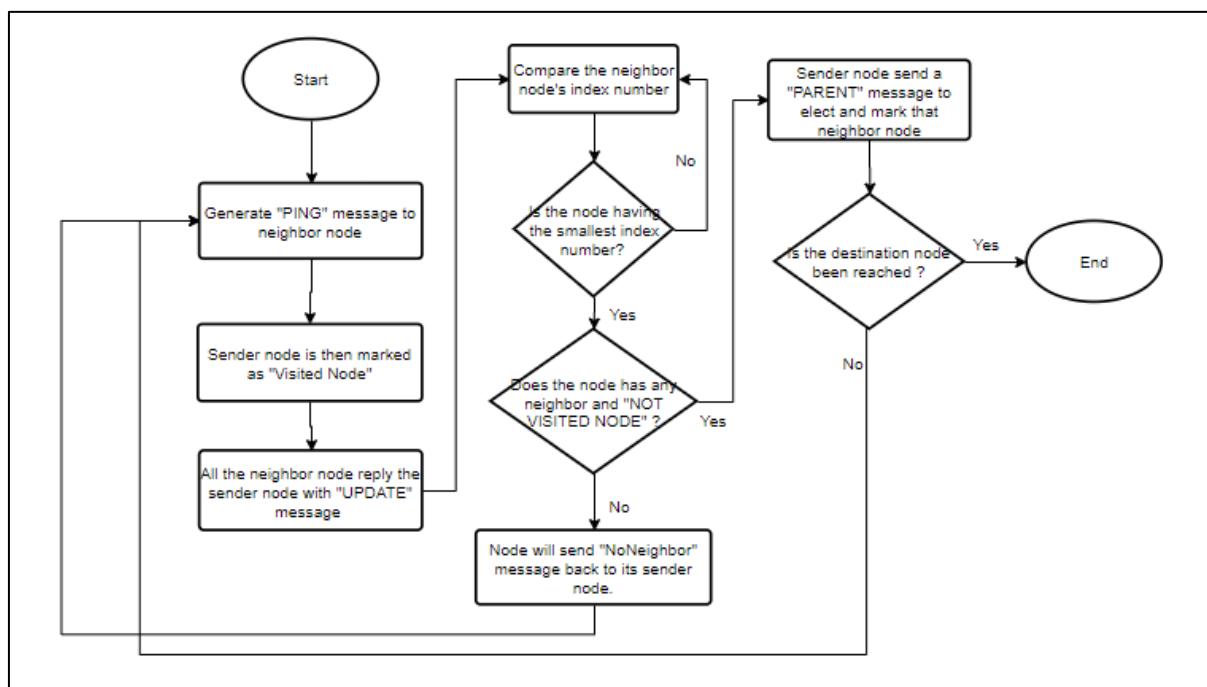 Start
Generate "PING" message to
neighbor node
Sender node is then marked
as "Visited Node"
All the neighbor node reply the
sender node with "UPDATE"
message
Compare the neighbor
node's index number
No
Is the node having
the smallest index
number?
Yes
Does the node has any
neighbor and "NOT
VISITED NODE" ?
Yes
No
Node will send "NoNeighbor"
message back to its sender
node.
Sender node send a
"PARENT" message to
elect and mark that
neighbor node
Is the destination node
been reached ?
Yes
No
End